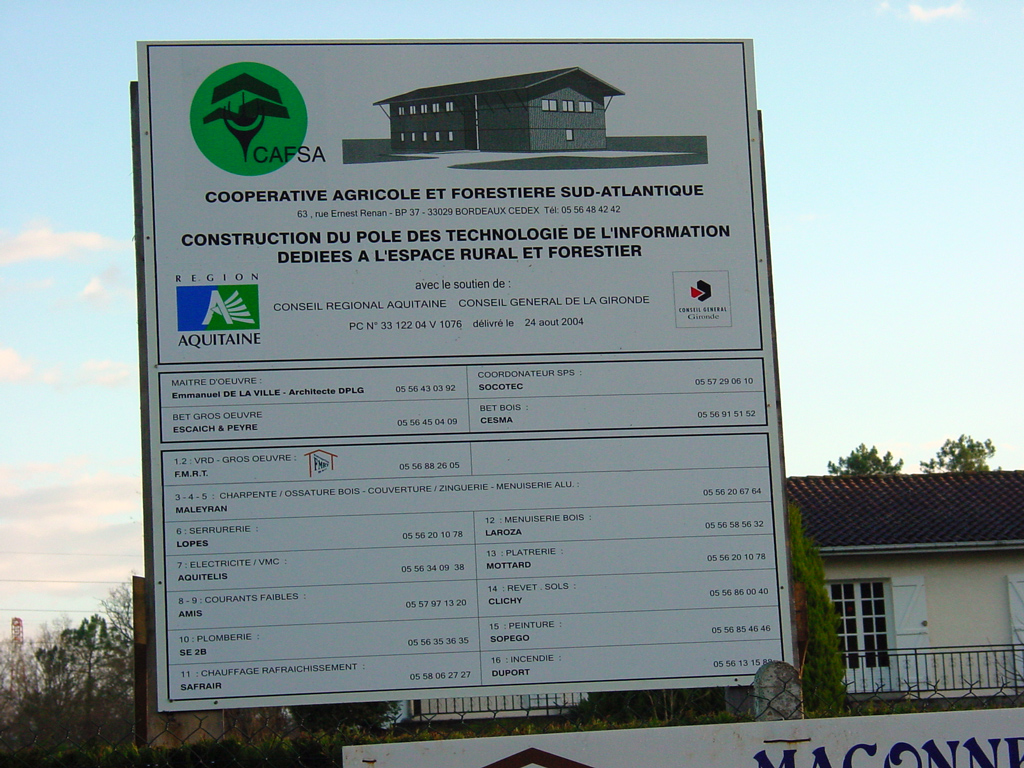 CAFSA
COOPERATIVE AGRICOLE ET FORESTIERE SUD-ATLANTIQUE
63 , rue Ernest Renan - BP 37 - 33029 BORDEAUX CEDEX Tél: 05 56 48 42 42
CONSTRUCTION DU POLE DES TECHNOLOGIE DE L'INFORMATION
DEDIEES A L'ESPACE RURAL ET FORESTIER
REGION
AQUITAINE
avec le soutien de :
CONSEIL REGIONAL AQUITAINE CONSEIL GENERAL DE LA GIRONDE
PC N° 33 122 04 V 1076 délivré le 24 aout 2004
CONSEIL GENERAL
Gironde
MAITRE D'OEUVRE :
Emmanuel DE LA VILLE - Architecte DPLG 05 56 43 03 92
COORDONATEUR SPS :
SOCOTEC 05 57 29 06 10
BET GROS OEUVRE
ESCAICH & PEYRE 05 56 45 04 09
BET BOIS :
CESMA 05 56 91 51 52
1.2 : VRD - GROS OEUVRE :
F.M.R.T. FMRT 05 56 88 26 05
3 - 4 - 5 : CHARPENTE / OSSATURE BOIS - COUVERTURE / ZINGUERIE - MENUISERIE ALU. :
MALEYRAN 05 56 20 67 64
6 : SERRURERIE :
LOPES 05 56 20 10 78
12 : MENUISERIE BOIS :
LAROZA 05 56 58 56 32
7 : ELECTRICITE / VMC :
AQUITELIS 05 56 34 09 38
13 : PLATRERIE :
MOTTARD 05 56 20 10 78
8 - 9 : COURANTS FAIBLES :
AMIS 05 57 97 13 20
14 : REVET . SOLS :
CLICHY 05 56 86 00 40
10 : PLOMBERIE :
SE 2B 05 56 35 36 35
15 : PEINTURE :
SOPEGO 05 56 85 46 46
11 : CHAUFFAGE RAFRAICHISSEMENT :
SAFRAIR 05 58 06 27 27
16 : INCENDIE :
DUPORT 05 56 13 15
MAÇONNE